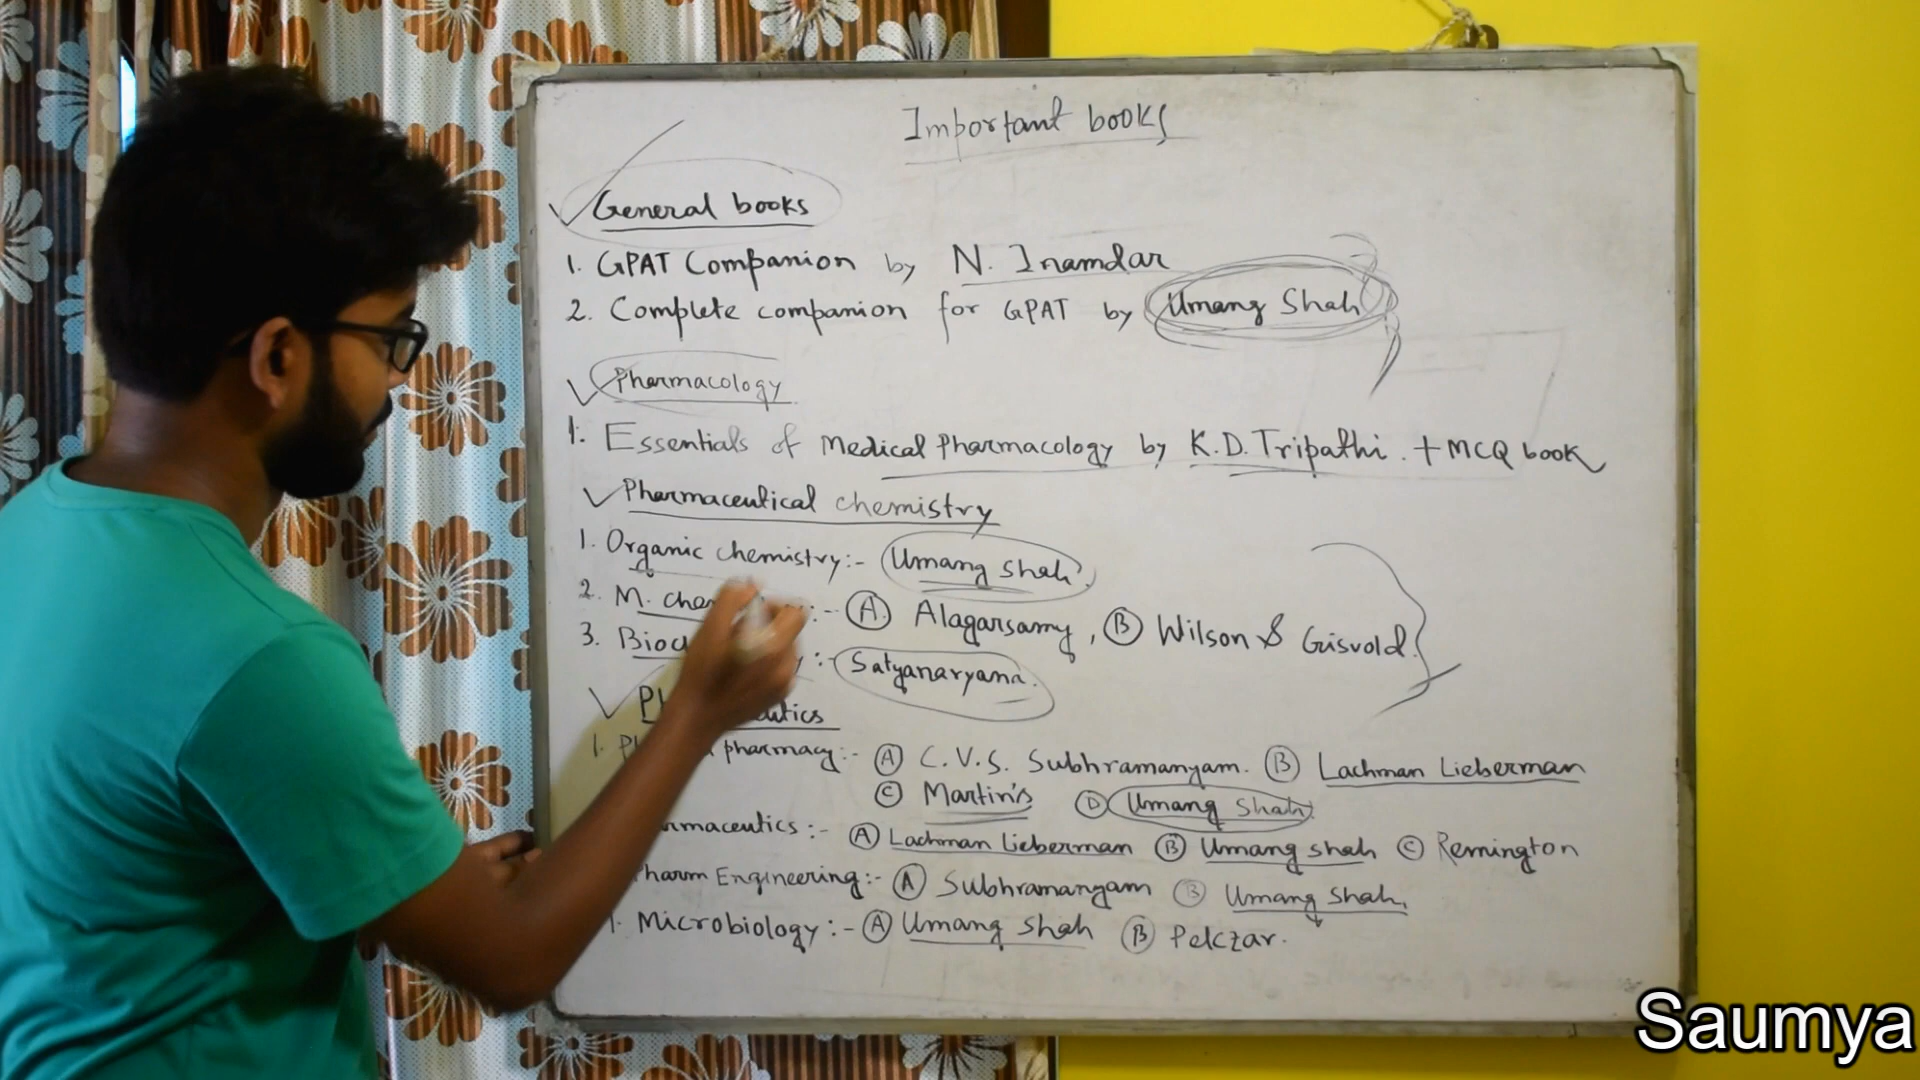 Important books
General books
1. GPAT Companion by N. Inamdar
2. Complete companion for GPAT by Umang Shah
Pharmacology
1. Essentials of Medical Pharmacology by K.D. Tripathi. + MCQ book
Pharmaceutical chemistry
1. Organic chemistry:- Umang Shah.
2. M. :- (A) Alagarsamy, (B) Wilson & Gisvold.
3. :- Satyanaryana.
1. pharmacy:- (A) C.V.S. Subhramanyam. (B) Lachman Lieberman
(C) Martin's (D) Umang Shah.
:- (A) Lachman Lieberman (B) Umang Shah (C) Remington
Engineering:- (A) Subhramanyam (B) Umang Shah.
Microbiology:- (A) Umang Shah (B) Pelczar.
Saumya